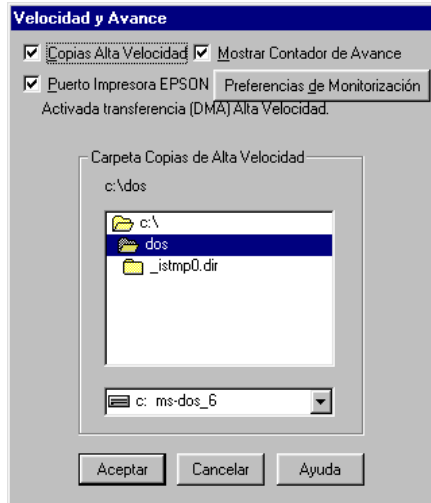 Velocidad y Avance
Copias Alta Velocidad Mostrar Contador de Avance
Puerto Impresora EPSON Preferencias de Monitorización
Activada transferencia (DMA) Alta Velocidad.
Carpeta Copias de Alta Velocidad
c:\dos
c:\
dos
_istmp0.dir
c: ms-dos_6
Aceptar Cancelar Ayuda